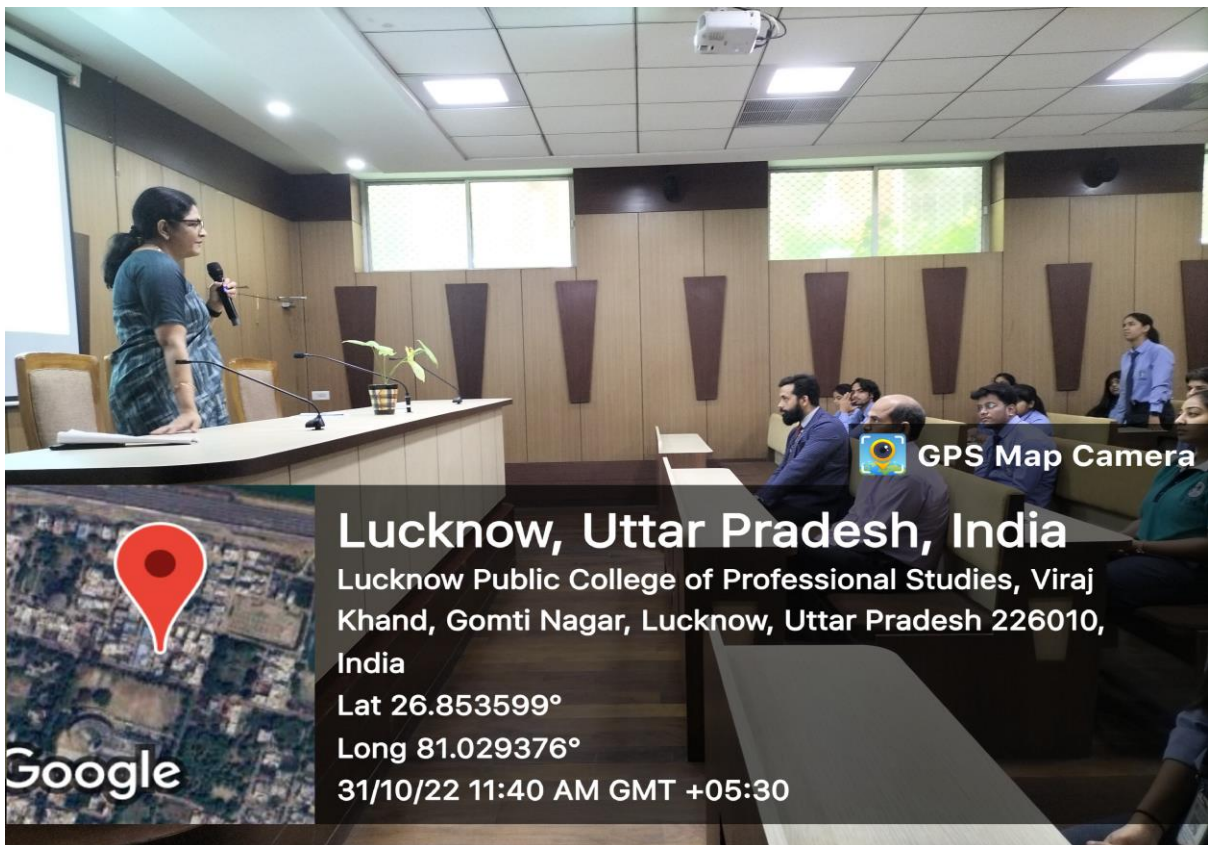 GPS Map Camera
Lucknow, Uttar Pradesh, India
Lucknow Public College of Professional Studies, Viraj
Khand, Gomti Nagar, Lucknow, Uttar Pradesh 226010,
India
Lat 26.853599°
Long 81.029376°
31/10/22 11:40 AM GMT +05:30
Google